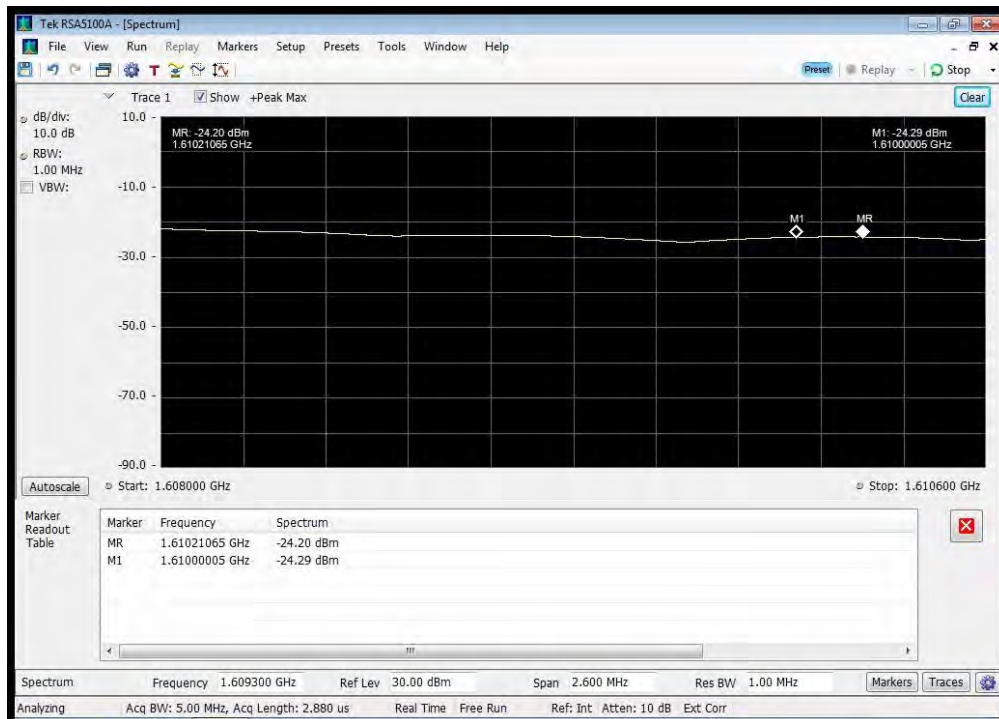 Tek RSA5100A - [Spectrum]
File View Run Replay Markers Setup Presets Tools Window Help
Preset Replay Stop
Trace 1 Show +Peak Max Clear
dB/div:
10.0 dB
RBW:
1.00 MHz
VBW:
10.0 -
-10.0 -
-30.0 -
-50.0 -
-70.0 -
-90.0 -
MR: -24.20 dBm
1.61021065 GHz
M1: -24.29 dBm
1.61000005 GHz
M1 MR
Autoscale Start: 1.608000 GHz Stop: 1.610600 GHz
Marker
Readout
Table
Marker Frequency Spectrum
MR 1.61021065 GHz -24.20 dBm
M1 1.61000005 GHz -24.29 dBm
Spectrum Frequency 1.609300 GHz Ref Lev 30.00 dBm Span 2.600 MHz Res BW 1.00 MHz Markers Traces
Analyzing Acq BW: 5.00 MHz, Acq Length: 2.880 us Real Time Free Run Ref: Int Atten: 10 dB Ext Corr